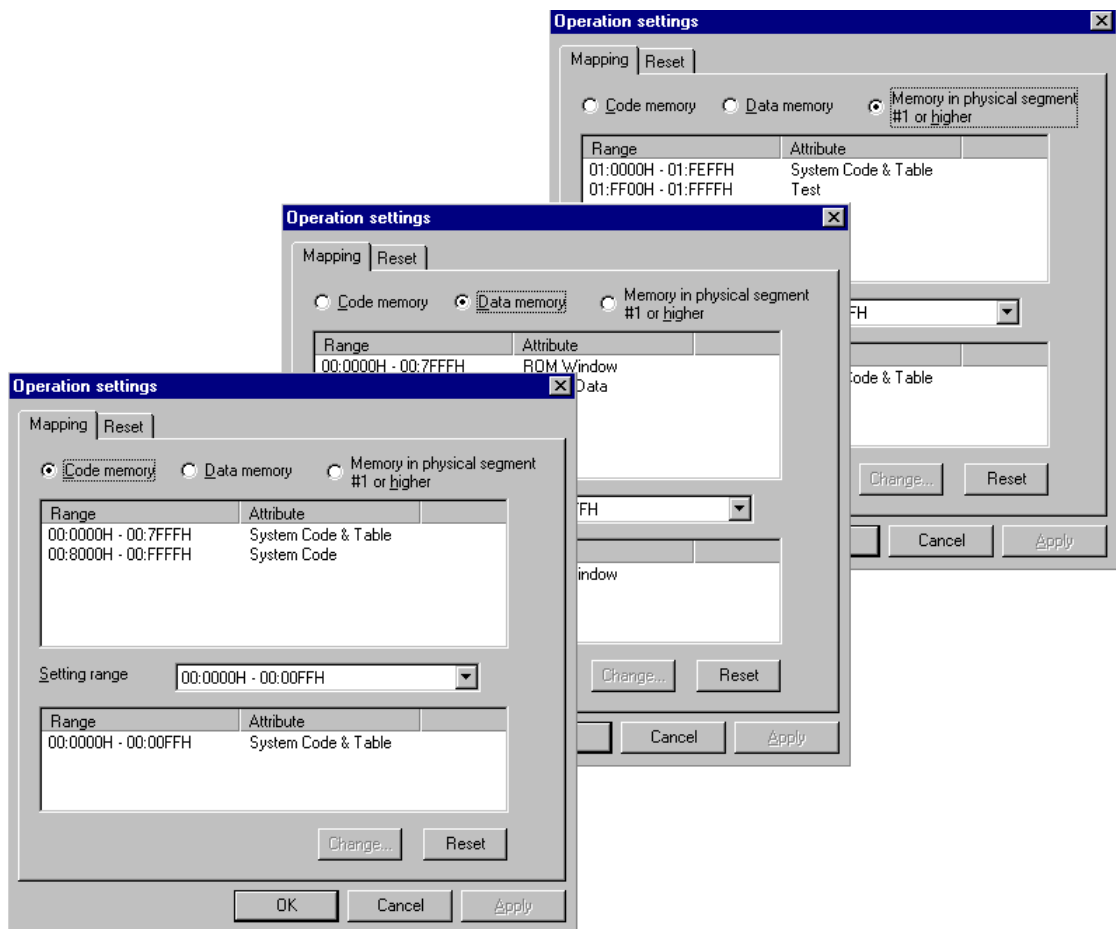 Operation settings
Mapping Reset
Code memory Data memory Memory in physical segment
#1 or higher
Range Attribute
01:0000H - 01:FEFFH System Code & Table
01:FF00H - 01:FFFFH Test
FH
Code & Table
Change... Reset
Cancel Apply
Operation settings
Mapping Reset
Code memory Data memory Memory in physical segment
#1 or higher
Range Attribute
00:0000H - 00:7FFFH ROM Window
Data
FH
indow
Change... Reset
Cancel Apply
Operation settings
Mapping Reset
Code memory Data memory Memory in physical segment
#1 or higher
Range Attribute
00:0000H - 00:7FFFH System Code & Table
00:8000H - 00:FFFFH System Code
Setting range 00:0000H - 00:00FFH
Range Attribute
00:0000H - 00:00FFH System Code & Table
Change... Reset
OK Cancel Apply